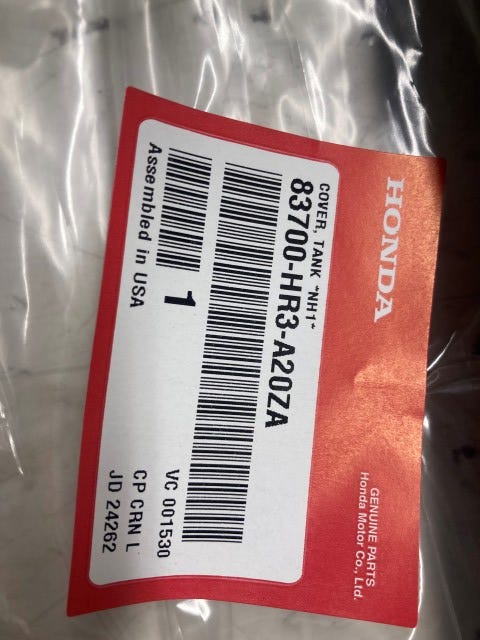 HONDA
GENUINE PARTS
Honda Motor Co., Ltd.
COVER, TANK *NH1*
83700-HR3-A20ZA
1
VC 001530
Assembled in USA
CP CRN L
JD 24262